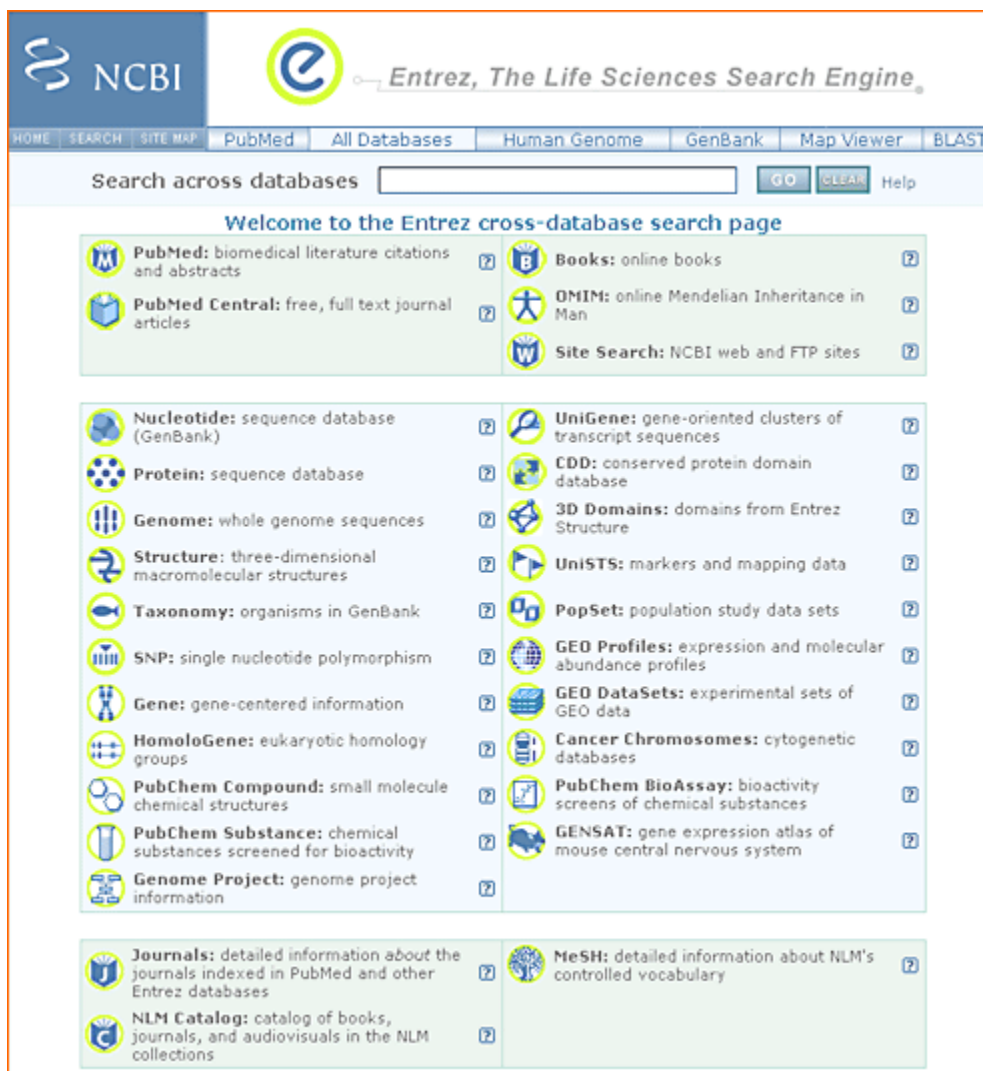 NCBI
Entrez, The Life Sciences Search Engine
HOME SEARCH SITE MAP PubMed All Databases Human Genome GenBank Map Viewer BLAST
Search across databases GO CLEAR Help
Welcome to the Entrez cross-database search page
PubMed: biomedical literature citations
and abstracts
?
PubMed Central: free, full text journal
articles
?
Books: online books
?
OMIM: online Mendelian Inheritance in
Man
?
Site Search: NCBI web and FTP sites
?
Nucleotide: sequence database
(GenBank)
?
Protein: sequence database
?
Genome: whole genome sequences
?
Structure: three-dimensional
macromolecular structures
?
Taxonomy: organisms in GenBank
?
SNP: single nucleotide polymorphism
?
Gene: gene-centered information
?
HomoloGene: eukaryotic homology
groups
?
PubChem Compound: small molecule
chemical structures
?
PubChem Substance: chemical
substances screened for bioactivity
?
Genome Project: genome project
information
?
UniGene: gene-oriented clusters of
transcript sequences
?
CDD: conserved protein domain
database
?
3D Domains: domains from Entrez
Structure
?
UniSTS: markers and mapping data
?
PopSet: population study data sets
?
GEO Profiles: expression and molecular
abundance profiles
?
GEO DataSets: experimental sets of
GEO data
?
Cancer Chromosomes: cytogenetic
databases
?
PubChem BioAssay: bioactivity
screens of chemical substances
?
GENSAT: gene expression atlas of
mouse central nervous system
?
Journals: detailed information about the
journals indexed in PubMed and other
Entrez databases
?
NLM Catalog: catalog of books,
journals, and audiovisuals in the NLM
collections
?
MeSH: detailed information about NLM's
controlled vocabulary
?